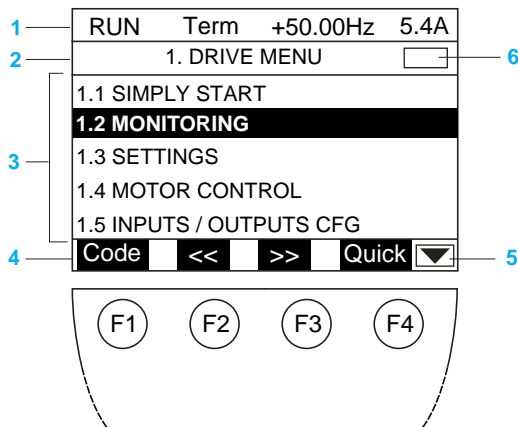 1 RUN Term +50.00Hz 5.4A
2 1. DRIVE MENU 6
1.1 SIMPLY START
1.2 MONITORING
3 1.3 SETTINGS
1.4 MOTOR CONTROL
1.5 INPUTS / OUTPUTS CFG
4 Code << >> Quick 5
F1 F2 F3 F4